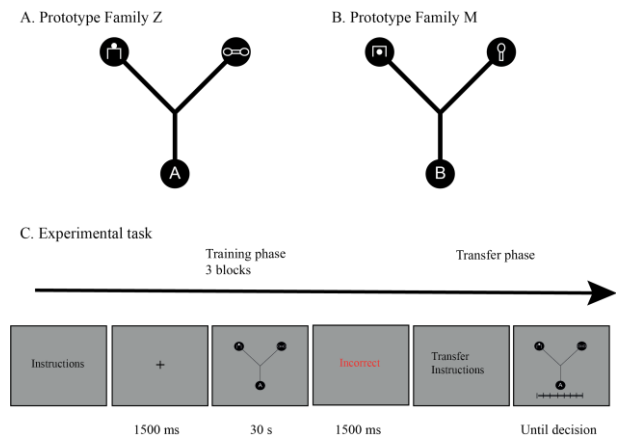 A. Prototype Family Z
B. Prototype Family M
A
B
C. Experimental task
Training phase
3 blocks
Transfer phase
Instructions
+
A
Incorrect
Transfer
Instructions
A
1500 ms
30 s
1500 ms
Until decision